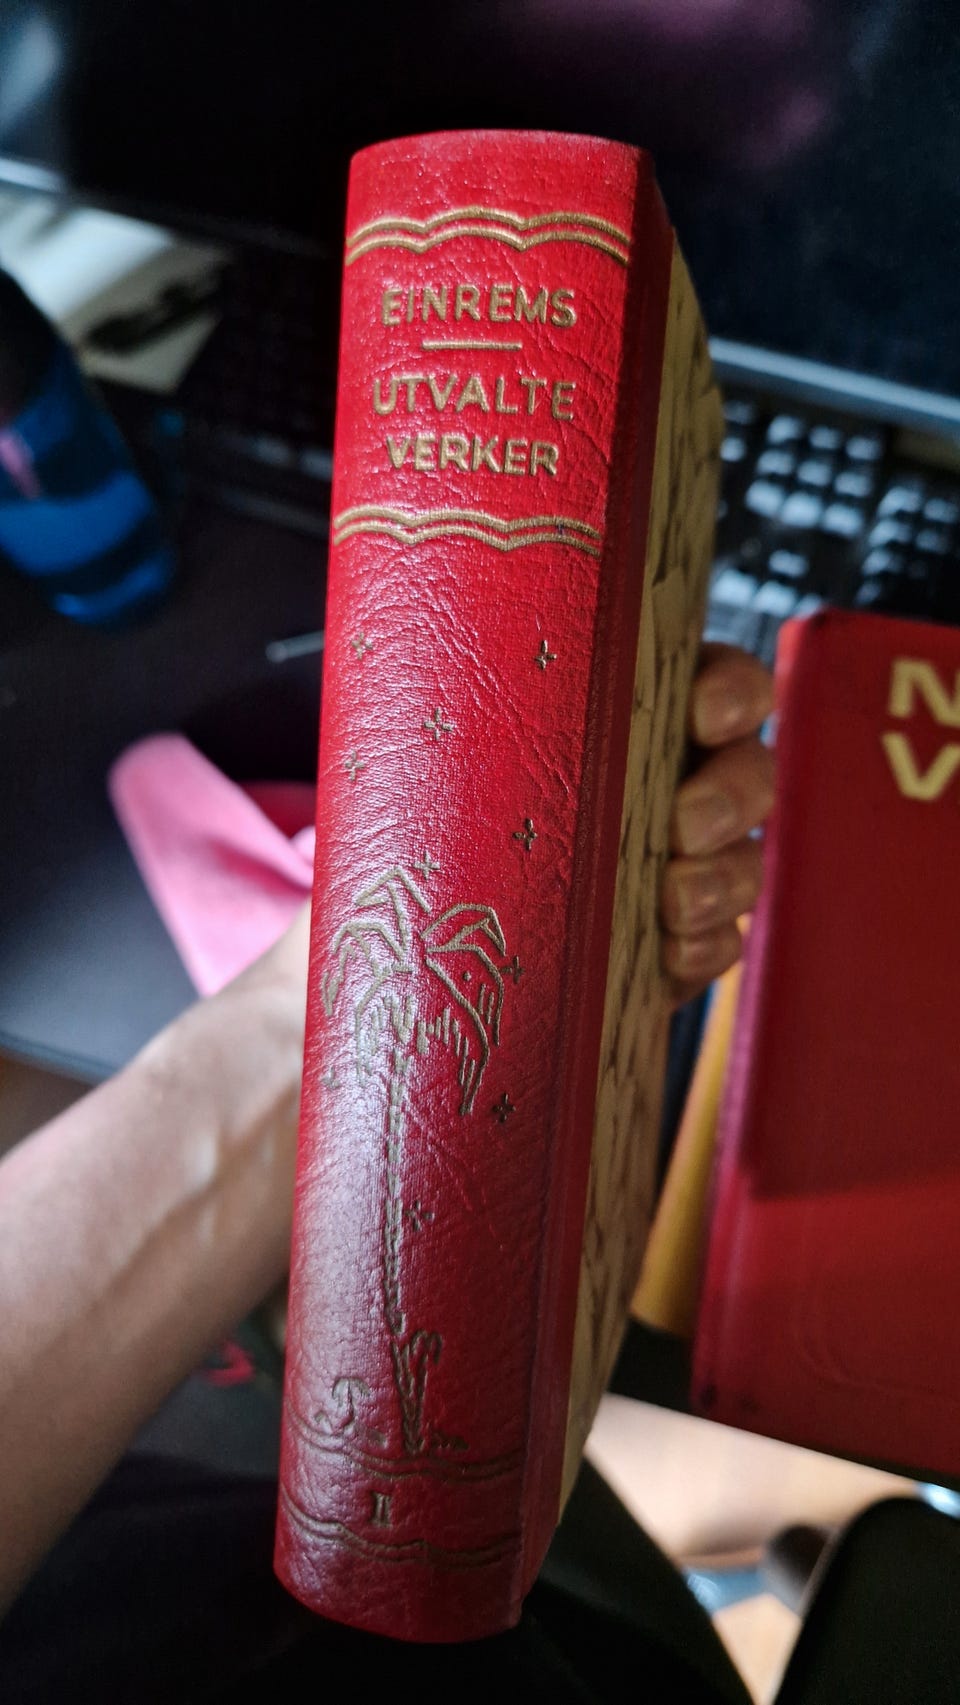 EINREMS
UTVALTE
VERKER
II
N
V